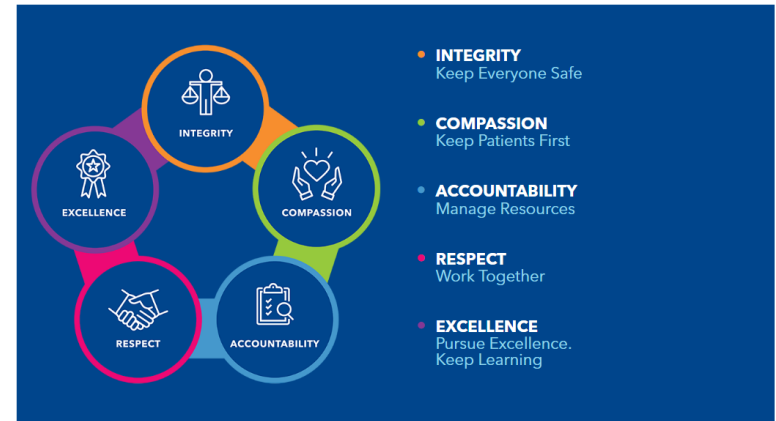 INTEGRITY
COMPASSION
ACCOUNTABILITY
RESPECT
EXCELLENCE
INTEGRITY
Keep Everyone Safe
COMPASSION
Keep Patients First
ACCOUNTABILITY
Manage Resources
RESPECT
Work Together
EXCELLENCE
Pursue Excellence.
Keep Learning